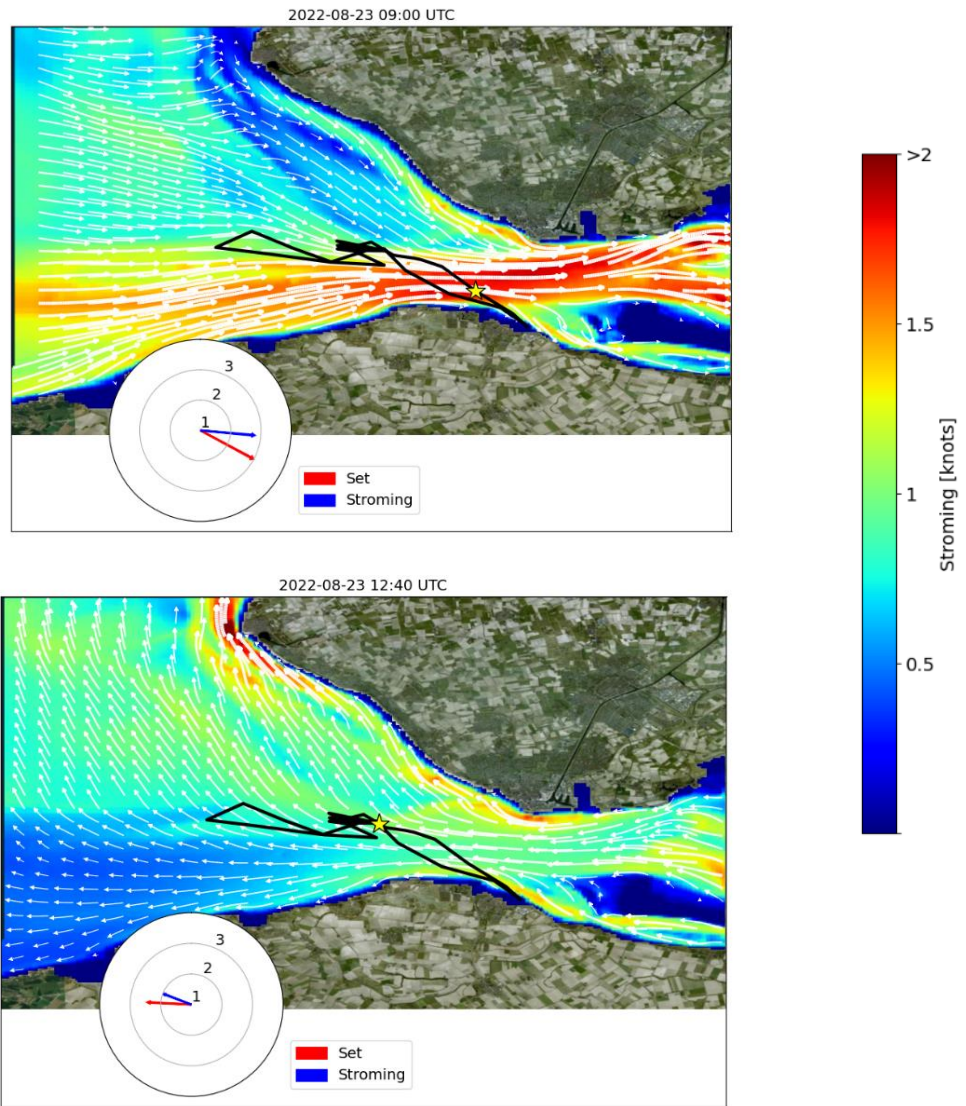 2022-08-23 09:00 UTC
3
2
1
Set
Stroming
2022-08-23 12:40 UTC
3
2
1
Set
Stroming
>2
1.5
1
0.5
Stroming [knots]